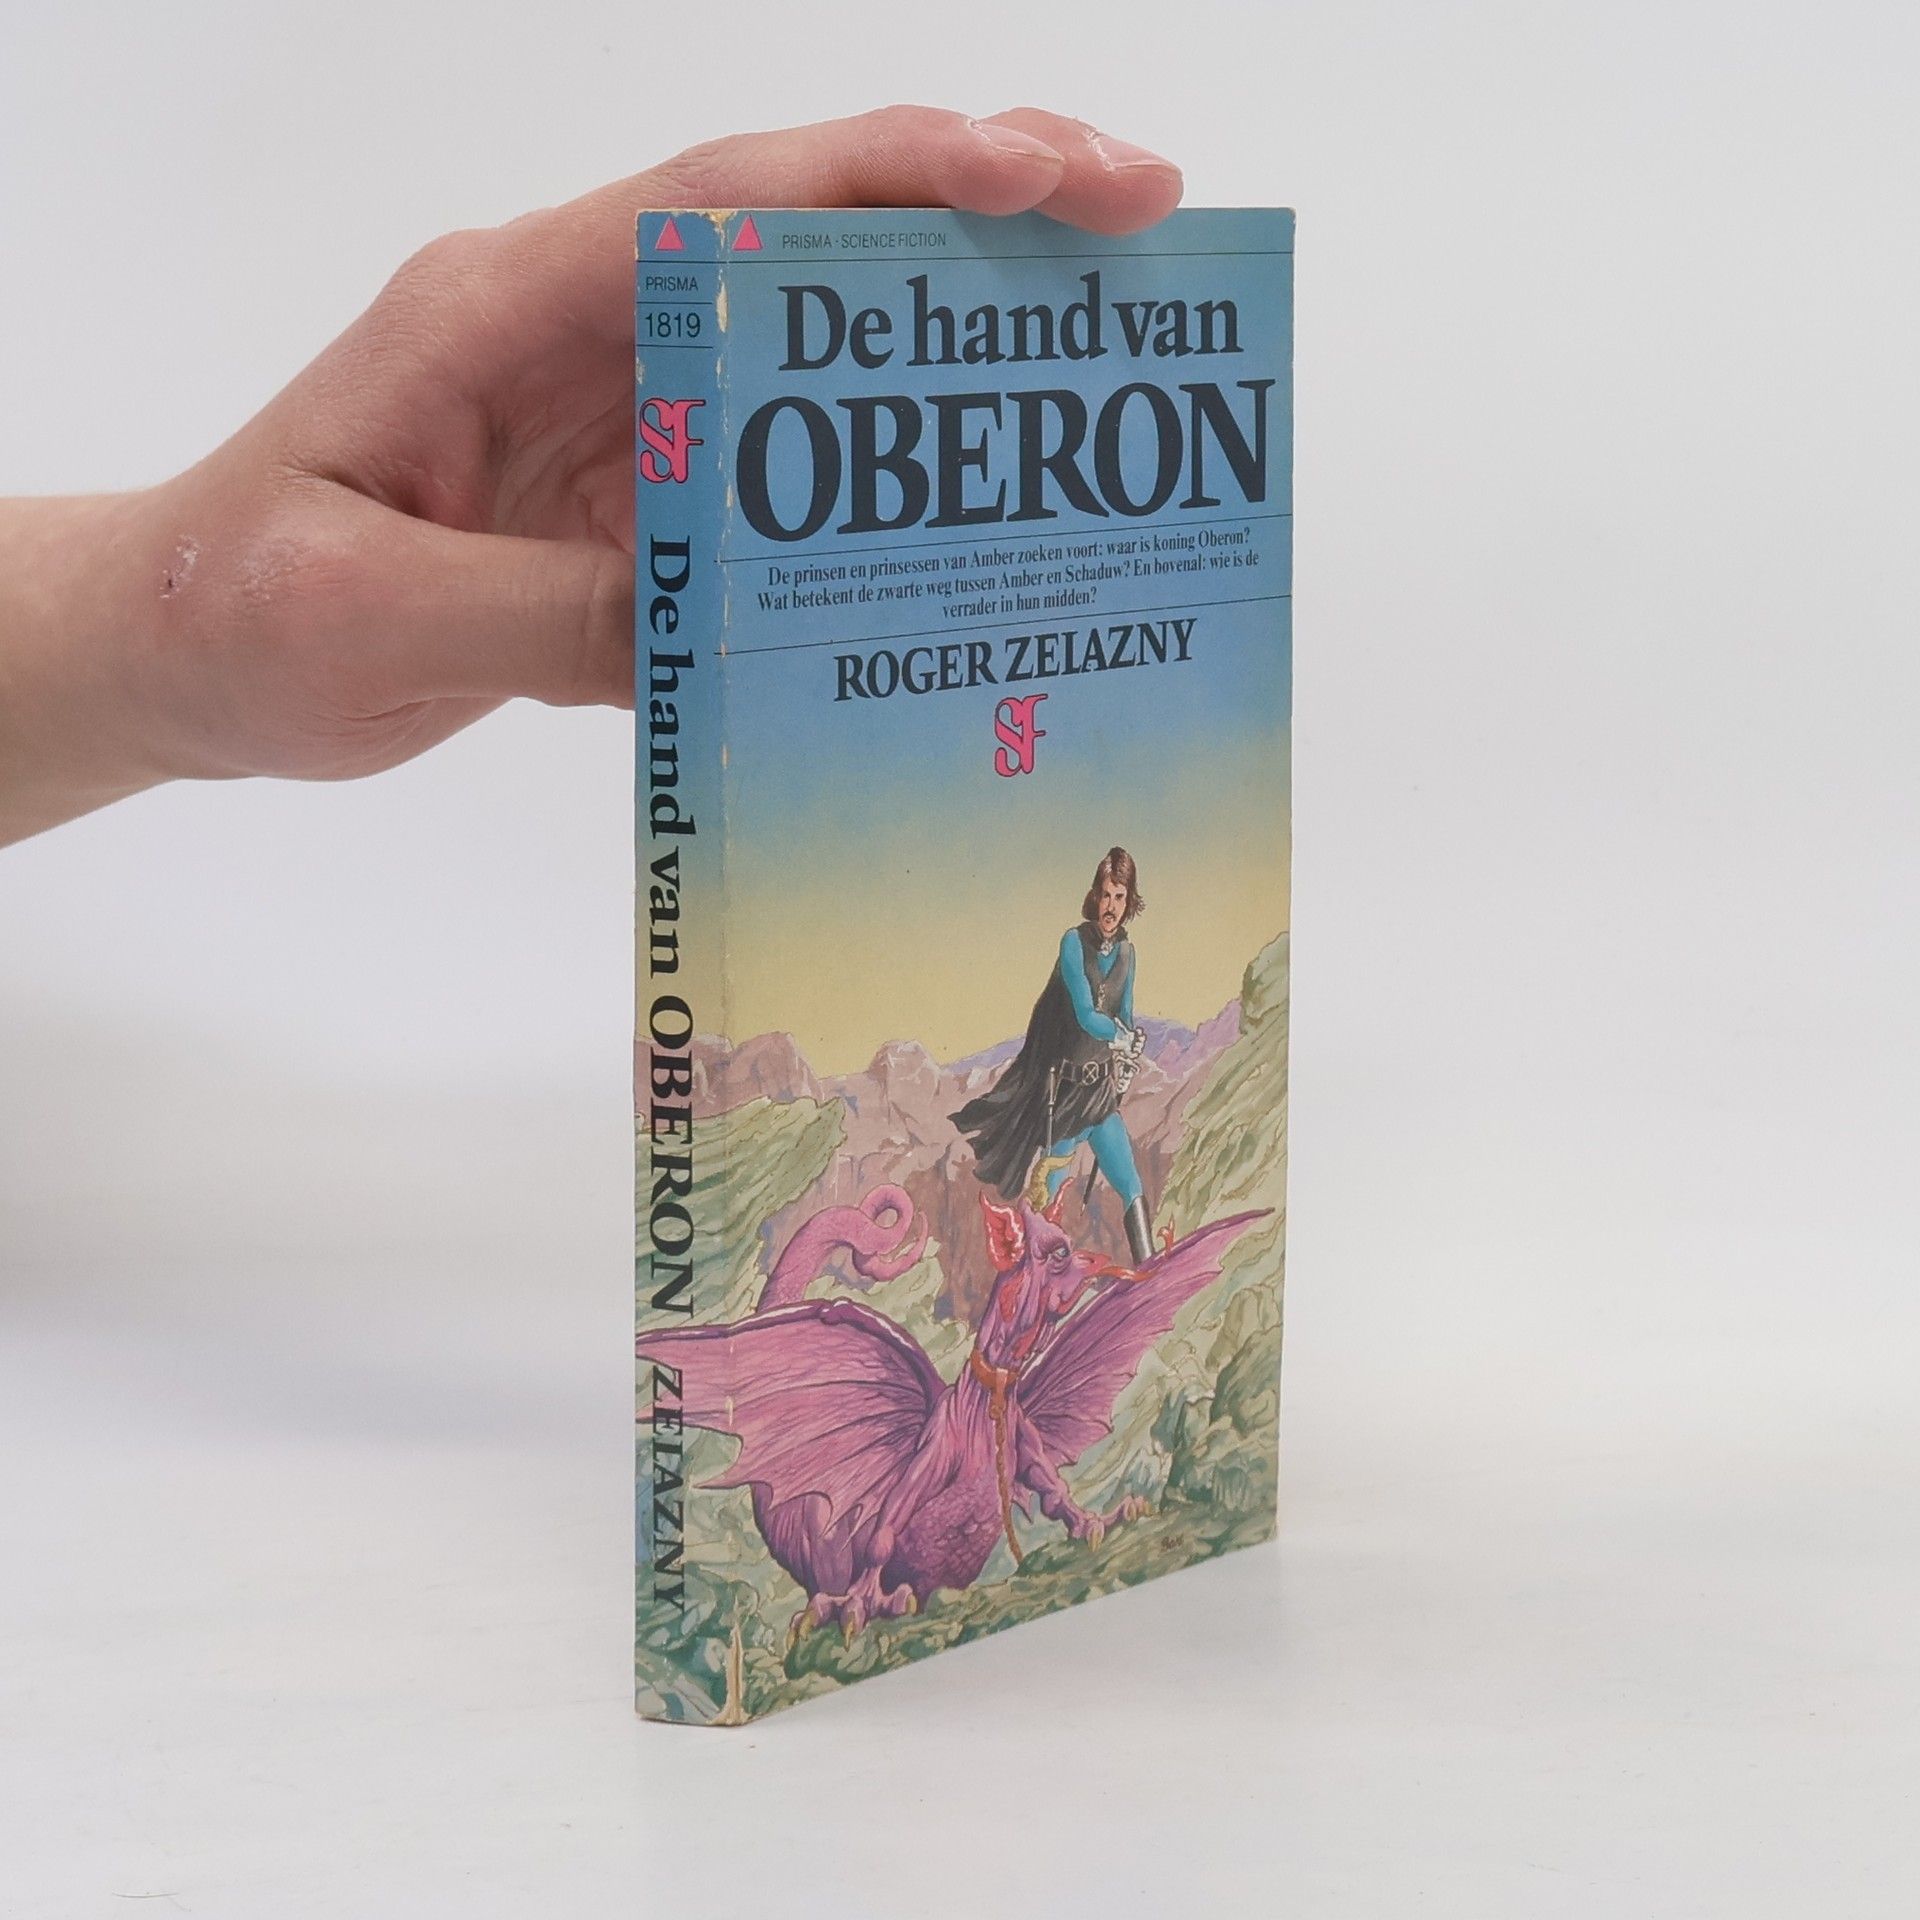 PRISMA
1819
SF
De hand van OBERON ZELAZNY
PRISMA · SCIENCE FICTION
De hand van
OBERON
De prinsen en prinsessen van Amber zoeken voort: waar is koning Oberon?
Wat betekent de zwarte weg tussen Amber en Schaduw? En bovenal: wie is de
verrader in hun midden?
ROGER ZELAZNY
SF